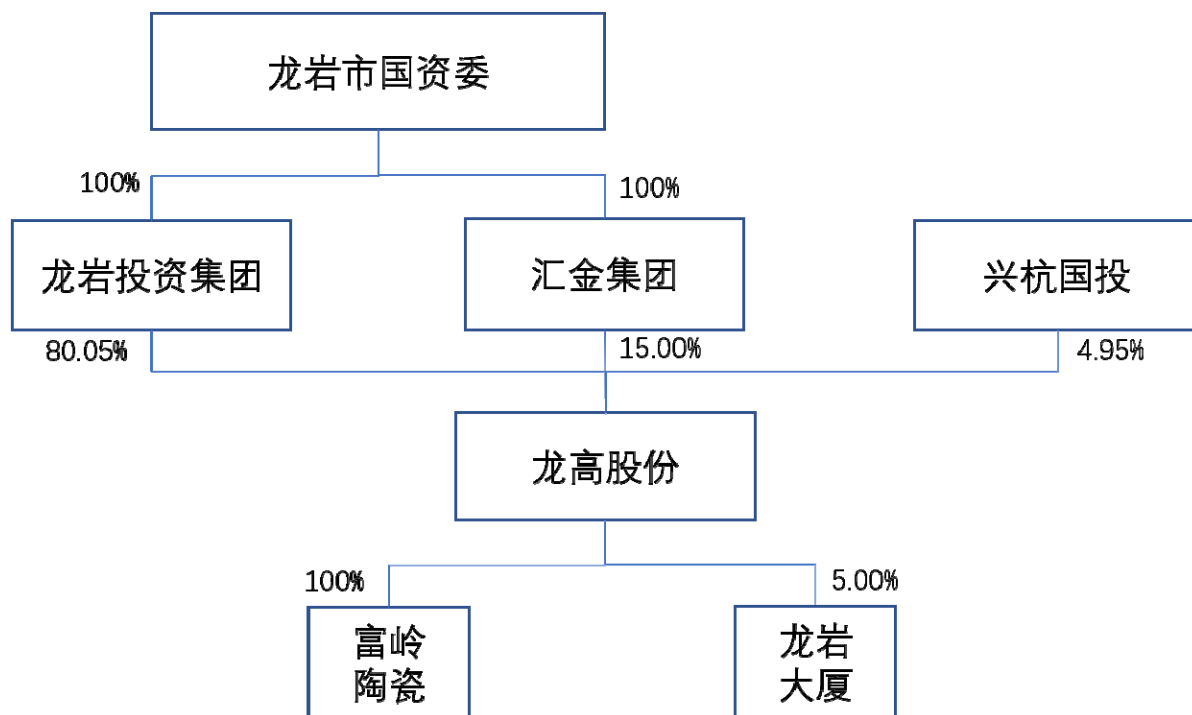 龙岩市国资委
100%
100%
龙岩投资集团
汇金集团
兴杭国投
80.05%
15.00%
4.95%
龙高股份
100%
5.00%
富岭
陶瓷
龙岩
大厦